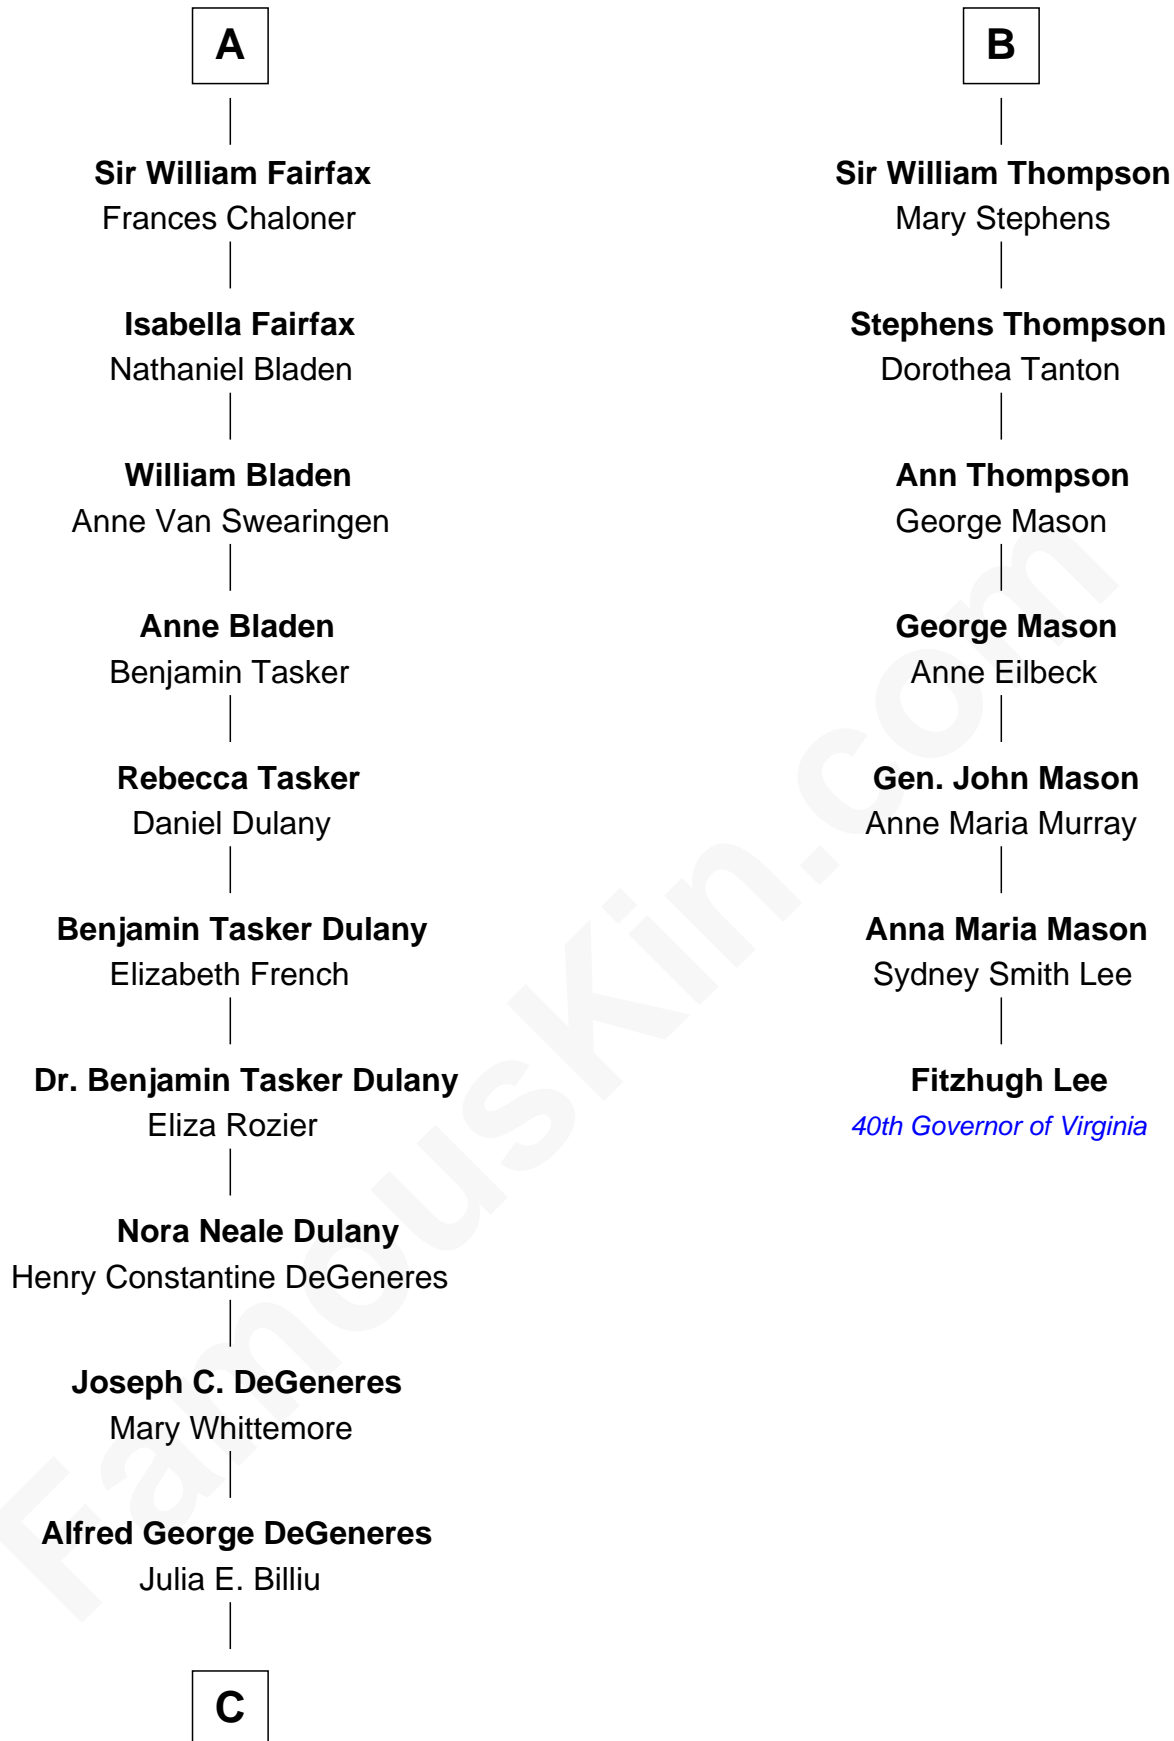 A
Sir William Fairfax
Frances Chaloner
Isabella Fairfax
Nathaniel Bladen
William Bladen
Anne Van Swearingen
Anne Bladen
Benjamin Tasker
Rebecca Tasker
Daniel Dulany
Benjamin Tasker Dulany
Elizabeth French
Dr. Benjamin Tasker Dulany
Eliza Rozier
Nora Neale Dulany
Henry Constantine DeGeneres
Joseph C. DeGeneres
Mary Whittemore
Alfred George DeGeneres
Julia E. Billiu
C
B
Sir William Thompson
Mary Stephens
Stephens Thompson
Dorothea Tanton
Ann Thompson
George Mason
George Mason
Anne Eilbeck
Gen. John Mason
Anne Maria Murray
Anna Maria Mason
Sydney Smith Lee
Fitzhugh Lee
40th Governor of Virginia
FamousKin.com